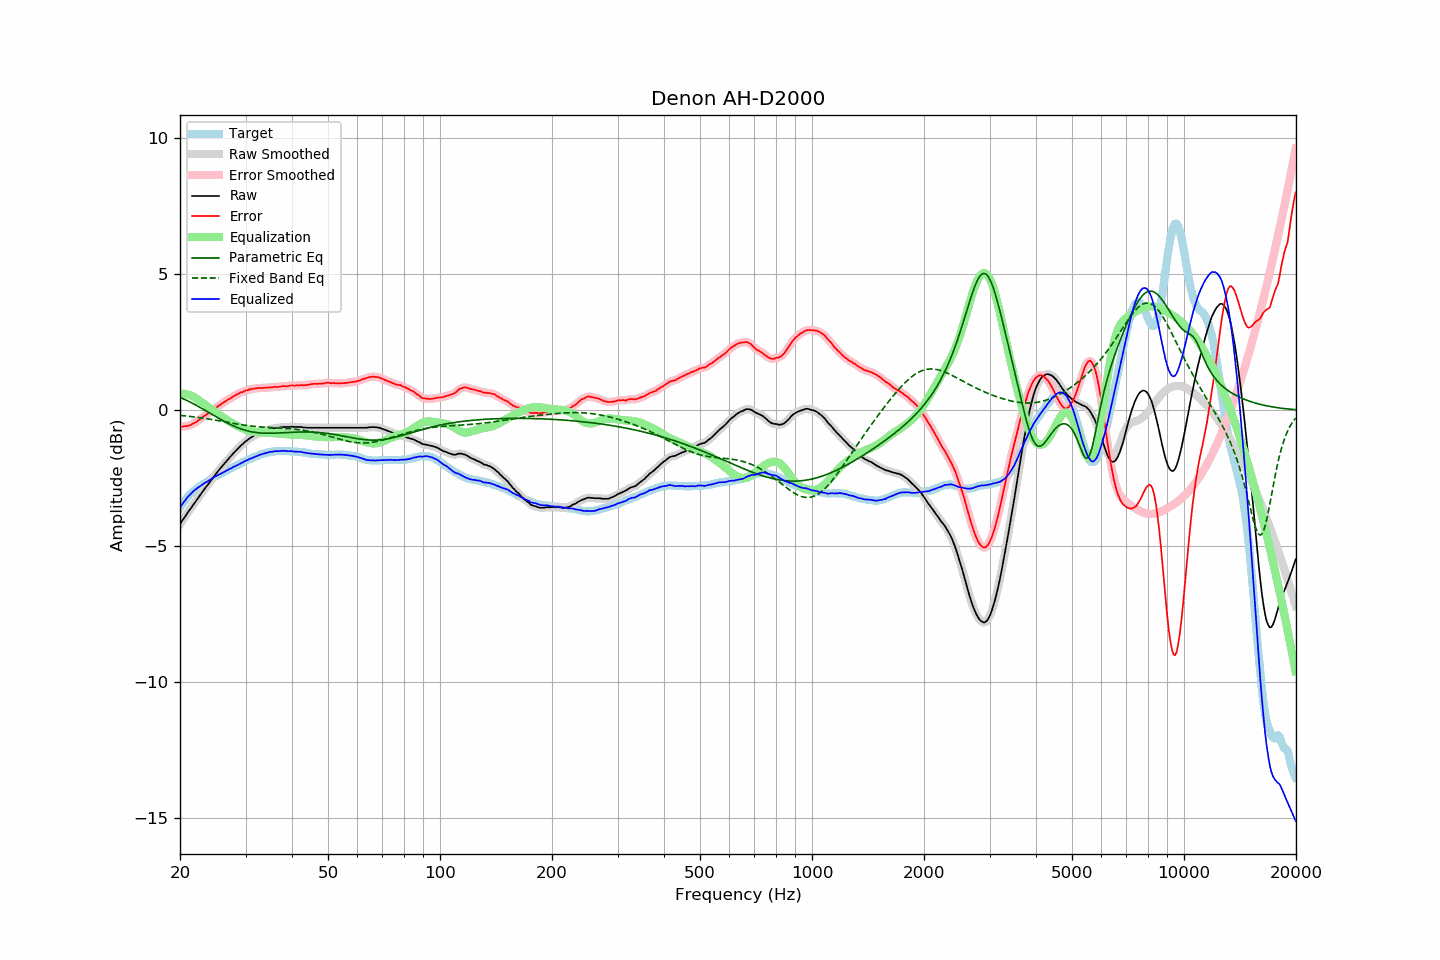 Denon AH-D2000
Target
Raw Smoothed
Error Smoothed
Raw
Error
Equalization
Parametric Eq
Fixed Band Eq
Equalized
Amplitude (dBr)
10
5
0
−5
−10
−15
20 50 100 200 500 1000 2000 5000 10000 20000
Frequency (Hz)